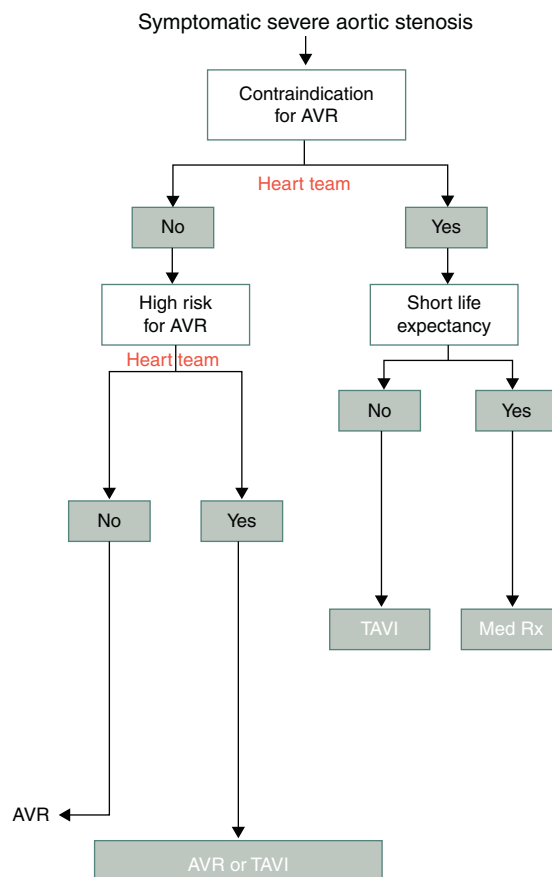 Symptomatic severe aortic stenosis
Contraindication
for AVR
Heart team
No
Yes
High risk
for AVR
Short life
expectancy
Heart team
No
Yes
No
Yes
TAVI
Med Rx
AVR
AVR or TAVI